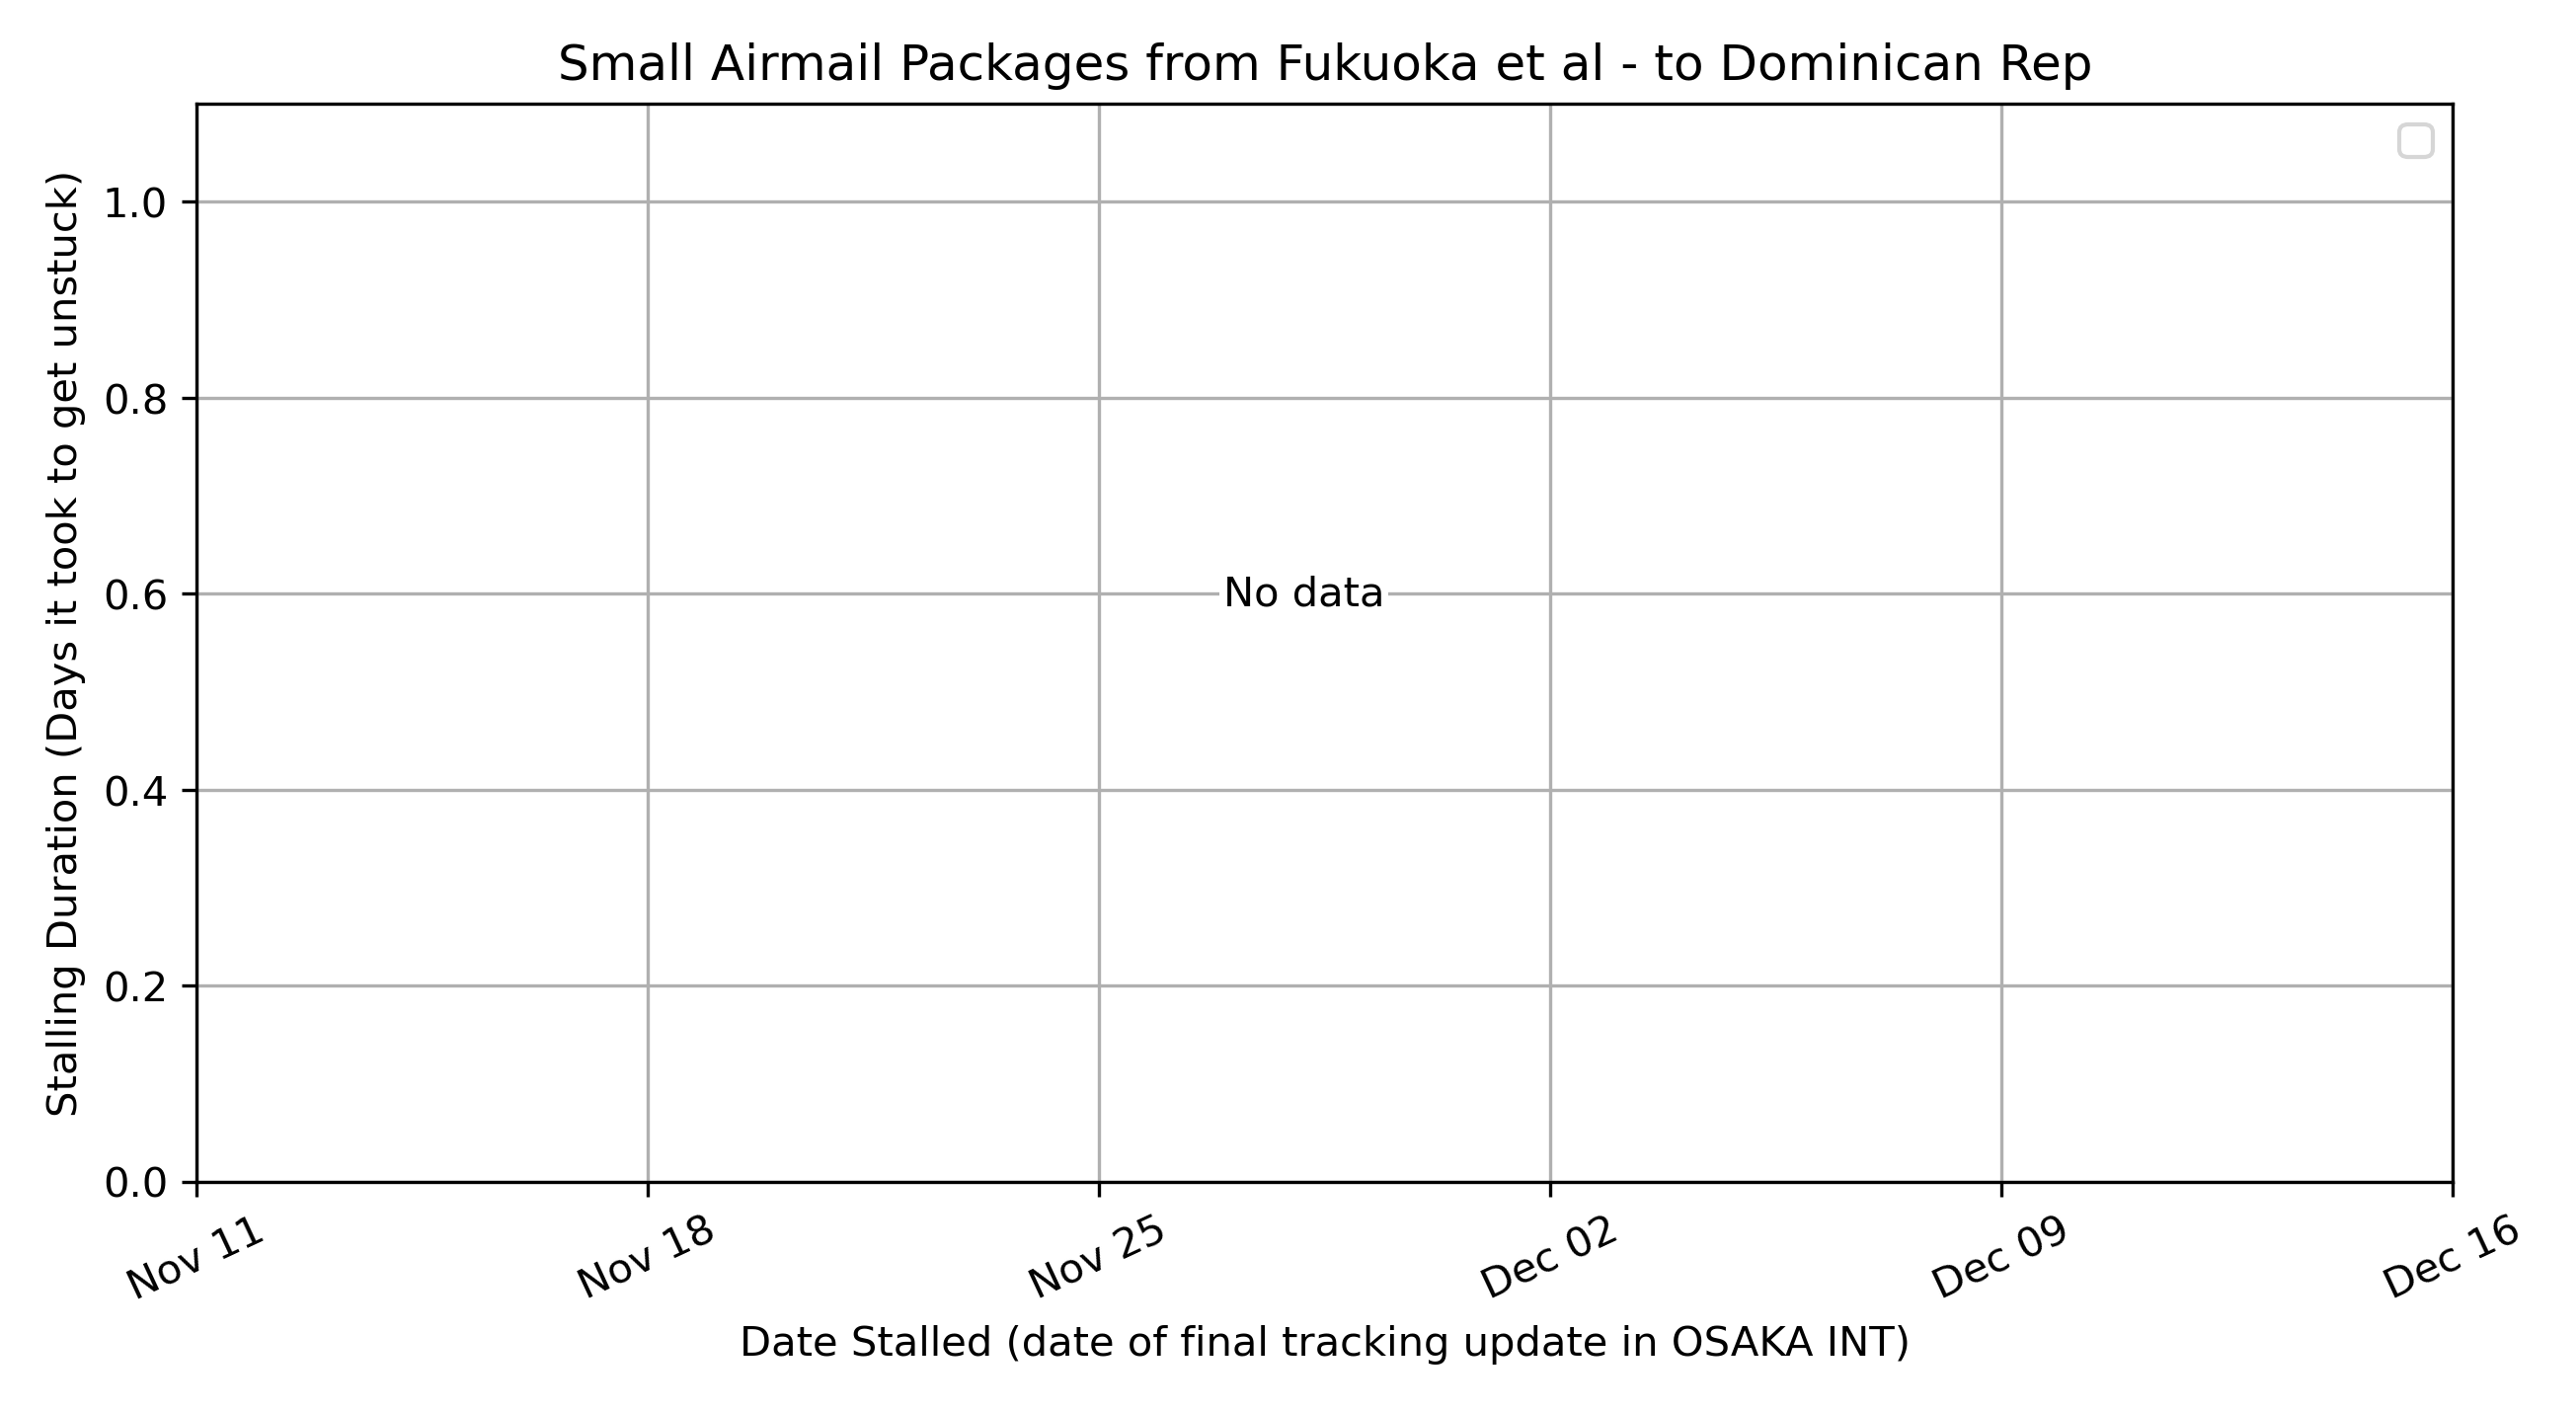 Small Airmail Packages from Fukuoka et al - to Dominican Rep
Stalling Duration (Days it took to get unstuck)
1.0
0.8
0.6
0.4
0.2
0.0
No data
Nov 11
Nov 18
Nov 25
Dec 02
Dec 09
Dec 16
Date Stalled (date of final tracking update in OSAKA INT)